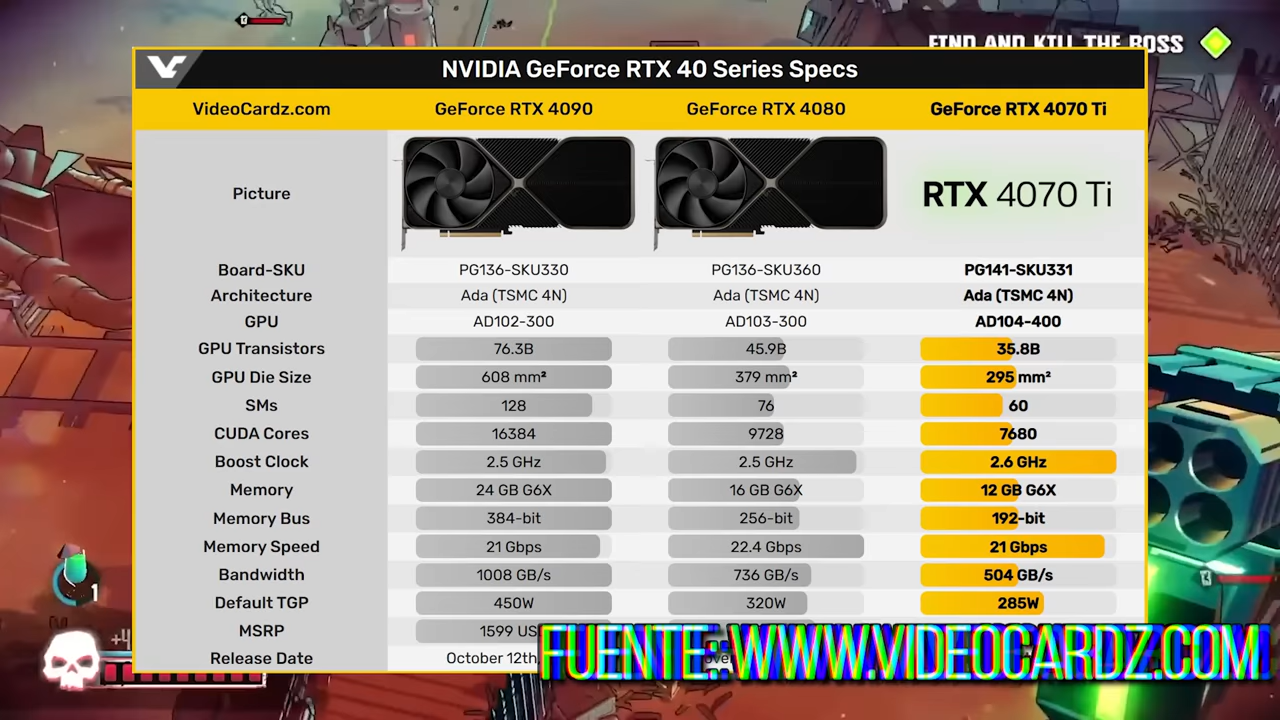 FIND AND KILL THE BOSS
NVIDIA GeForce RTX 40 Series Specs
VideoCardz.com GeForce RTX 4090 GeForce RTX 4080 GeForce RTX 4070 Ti
Picture RTX 4070 Ti
Board-SKU PG136-SKU330 PG136-SKU360 PG141-SKU331
Architecture Ada (TSMC 4N) Ada (TSMC 4N) Ada (TSMC 4N)
GPU AD102-300 AD103-300 AD104-400
GPU Transistors 76.3B 45.9B 35.8B
GPU Die Size 608 mm² 379 mm² 295 mm²
SMs 128 76 60
CUDA Cores 16384 9728 7680
Boost Clock 2.5 GHz 2.5 GHz 2.6 GHz
Memory 24 GB G6X 16 GB G6X 12 GB G6X
Memory Bus 384-bit 256-bit 192-bit
Memory Speed 21 Gbps 22.4 Gbps 21 Gbps
Bandwidth 1008 GB/s 736 GB/s 504 GB/s
Default TGP 450W 320W 285W
MSRP 1599
Release Date October 12th,
FUENTE: WWW.VIDEOCARDZ.COM
1
+4